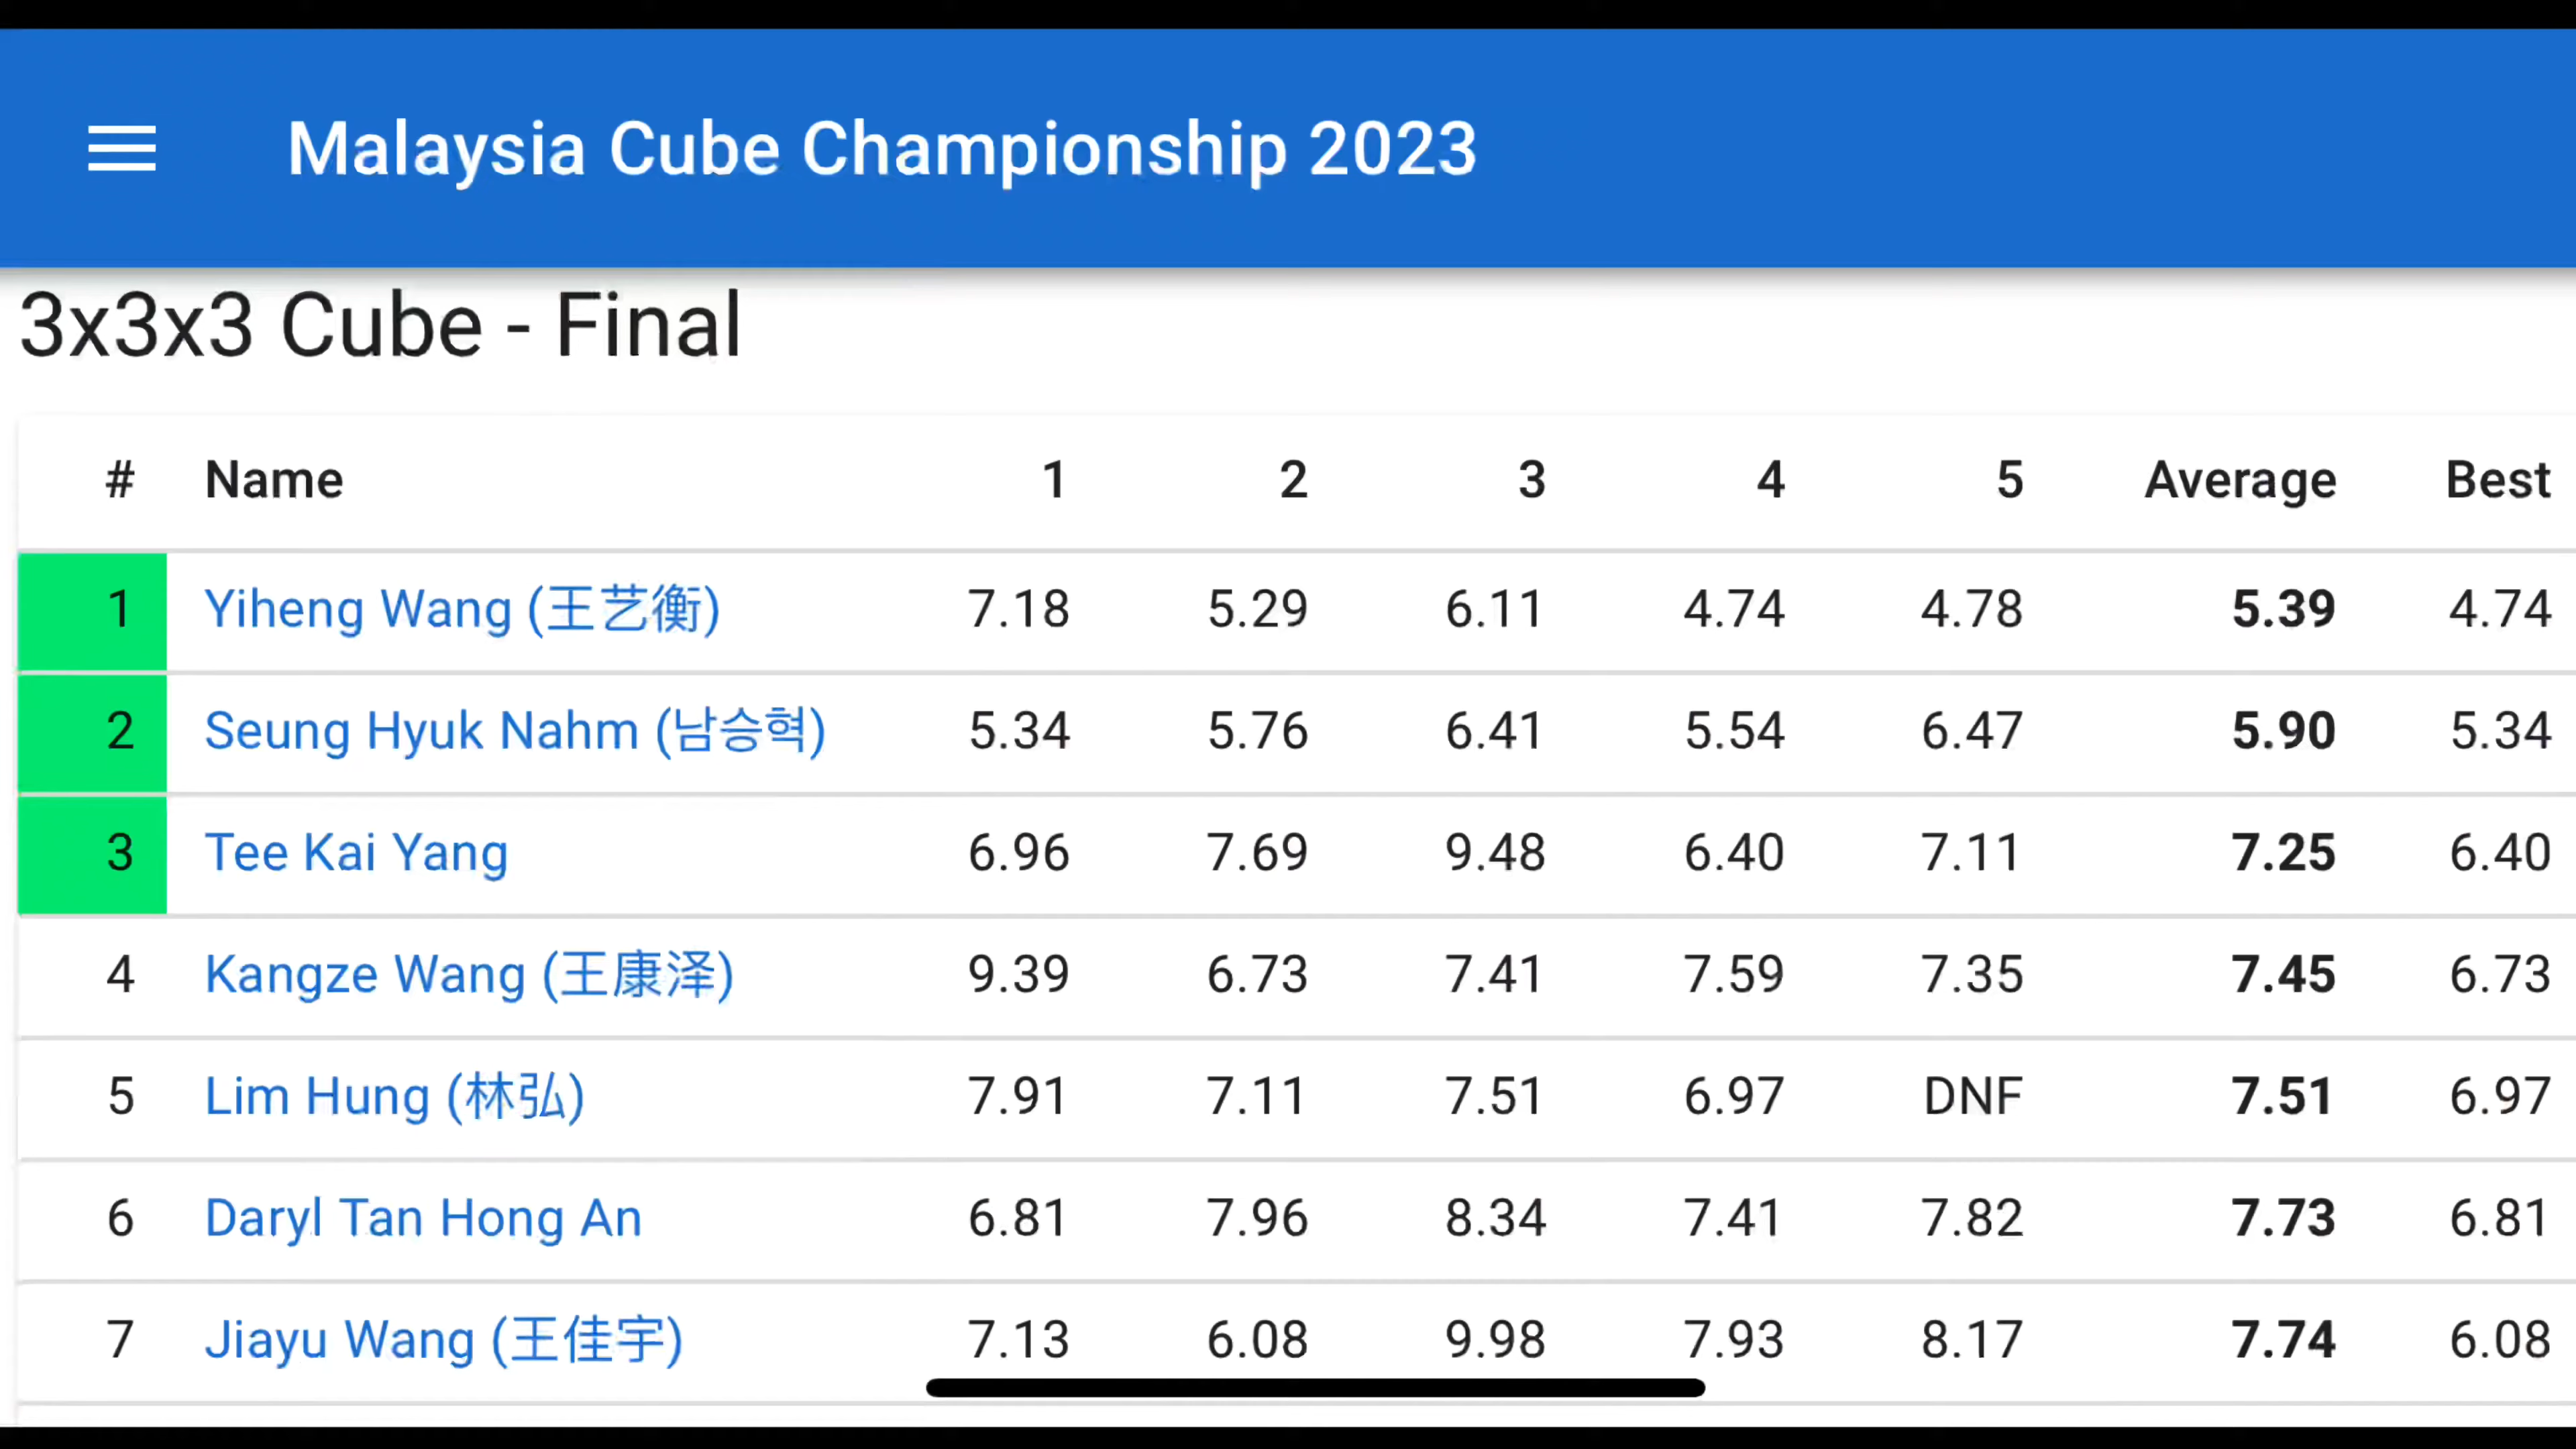 Malaysia Cube Championship 2023
3x3x3 Cube - Final
# Name 1 2 3 4 5 Average Best
1 Yiheng Wang (王艺衡) 7.18 5.29 6.11 4.74 4.78 5.39 4.74
2 Seung Hyuk Nahm (남승혁) 5.34 5.76 6.41 5.54 6.47 5.90 5.34
3 Tee Kai Yang 6.96 7.69 9.48 6.40 7.11 7.25 6.40
4 Kangze Wang (王康泽) 9.39 6.73 7.41 7.59 7.35 7.45 6.73
5 Lim Hung (林弘) 7.91 7.11 7.51 6.97 DNF 7.51 6.97
6 Daryl Tan Hong An 6.81 7.96 8.34 7.41 7.82 7.73 6.81
7 Jiayu Wang (王佳宇) 7.13 6.08 9.98 7.93 8.17 7.74 6.08